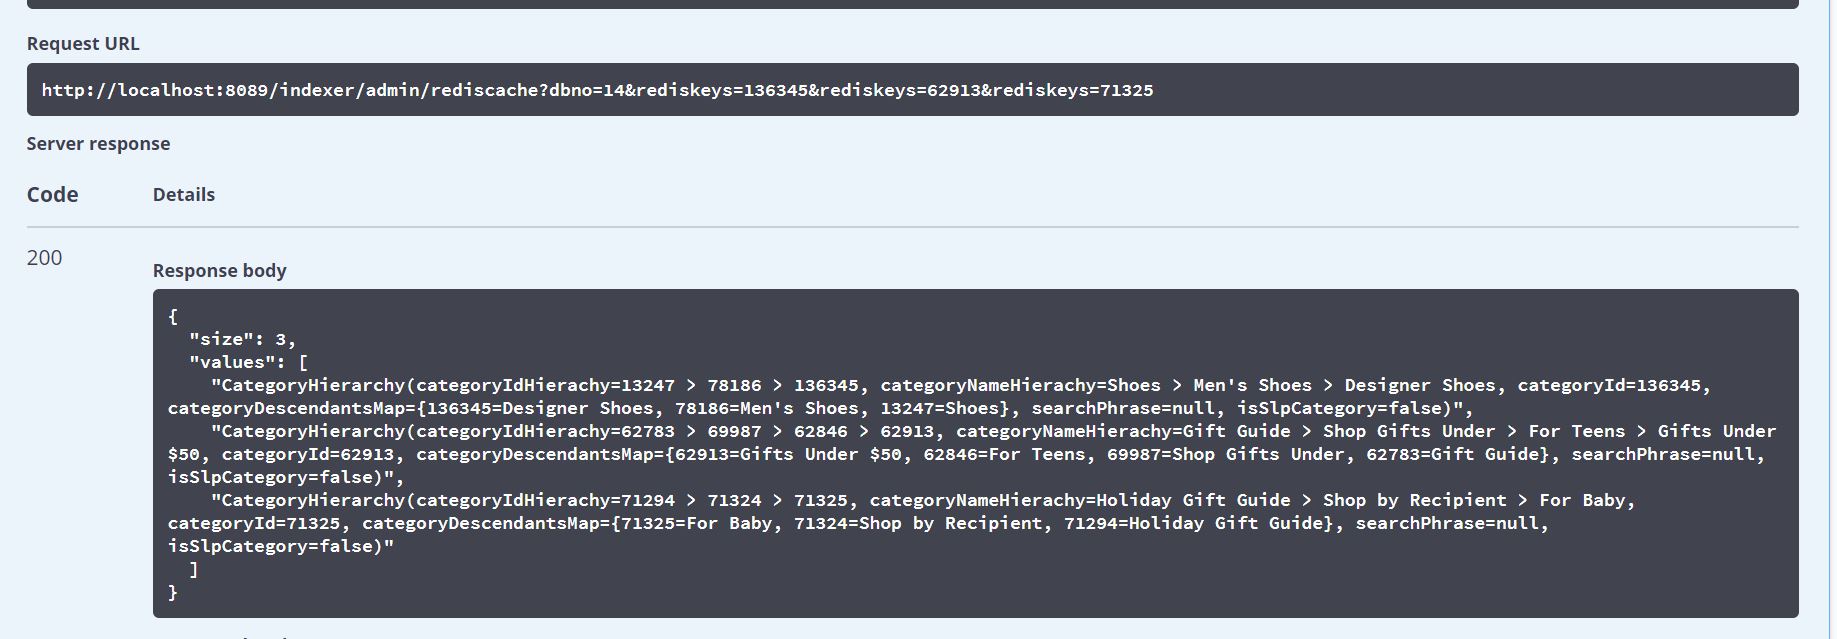 Request URL
http://localhost:8089/indexer/admin/rediscache?dbno=14&rediskeys=136345&rediskeys=62913&rediskeys=71325
Server response
Code Details
200
Response body
{
"size": 3,
"values": [
"CategoryHierarchy(categoryIdHierachy=13247 > 78186 > 136345, categoryNameHierachy=Shoes > Men's Shoes > Designer Shoes, categoryId=136345,
categoryDescendantsMap={136345=Designer Shoes, 78186=Men's Shoes, 13247=Shoes}, searchPhrase=null, isSlpCategory=false)",
"CategoryHierarchy(categoryIdHierachy=62783 > 69987 > 62846 > 62913, categoryNameHierachy=Gift Guide > Shop Gifts Under > For Teens > Gifts Under
$50, categoryId=62913, categoryDescendantsMap={62913=Gifts Under $50, 62846=For Teens, 69987=Shop Gifts Under, 62783=Gift Guide}, searchPhrase=null,
isSlpCategory=false)",
"CategoryHierarchy(categoryIdHierachy=71294 > 71324 > 71325, categoryNameHierachy=Holiday Gift Guide > Shop by Recipient > For Baby,
categoryId=71325, categoryDescendantsMap={71325=For Baby, 71324=Shop by Recipient, 71294=Holiday Gift Guide}, searchPhrase=null,
isSlpCategory=false)"
]
}